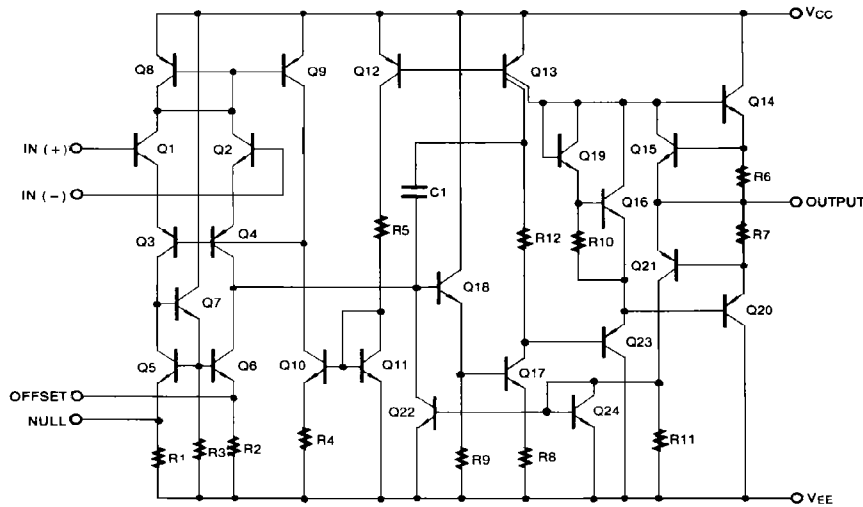 VCC
Q8
Q9
Q12
Q13
Q14
IN (+)
Q1
Q2
Q19
Q15
IN (-)
C1
Q16
R6
OUTPUT
Q3
Q4
R5
R12
R10
R7
Q21
Q7
Q18
Q20
Q5
Q6
Q10
Q11
Q17
Q23
OFFSET
NULL
Q22
Q24
R1
R3
R2
R4
R9
R8
R11
VEE